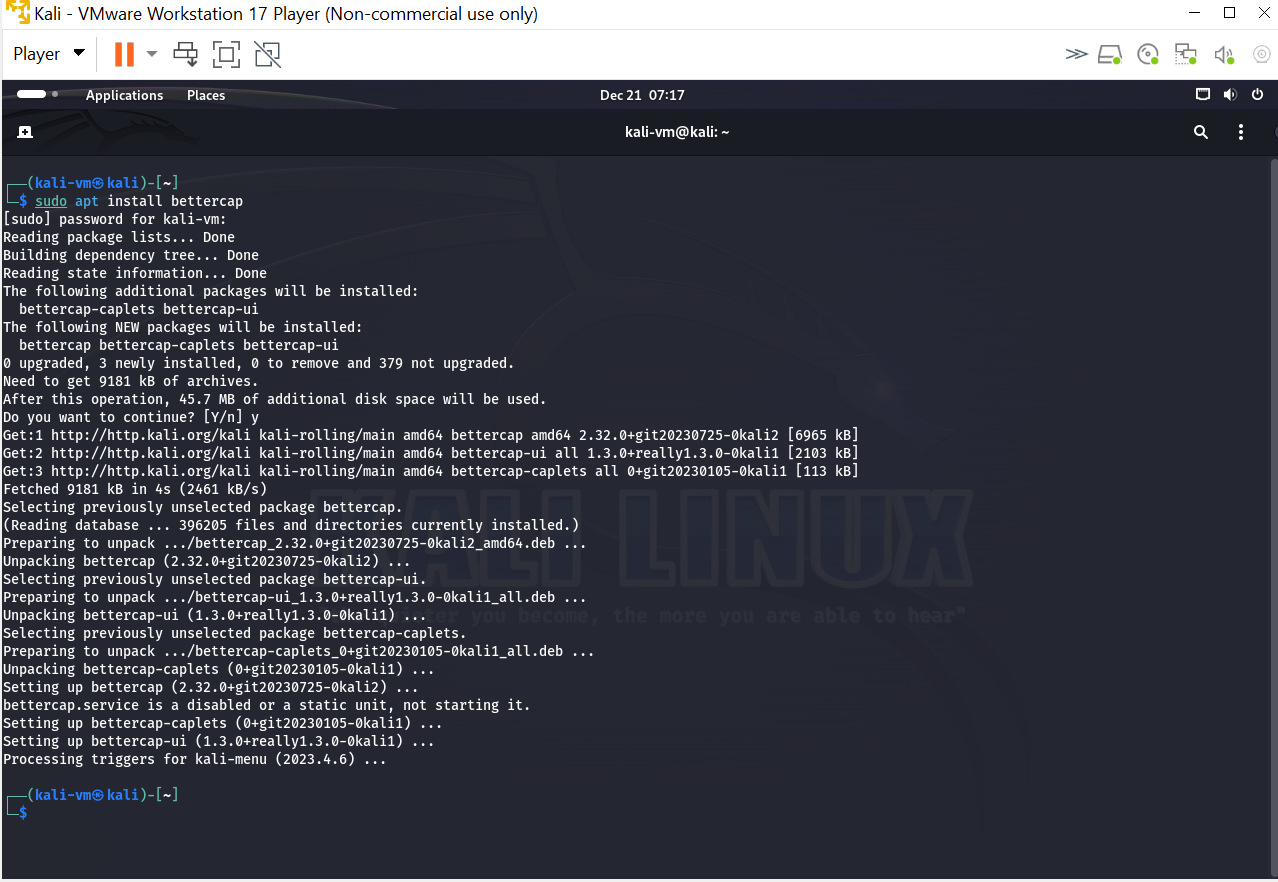 Kali - VMware Workstation 17 Player (Non-commercial use only)
Player
Applications Places Dec 21 07:17
kali-vm@kali: ~
┌──(kali-vm㉿kali)-[~]
└─$ sudo apt install bettercap
[sudo] password for kali-vm:
Reading package lists... Done
Building dependency tree... Done
Reading state information... Done
The following additional packages will be installed:
  bettercap-caplets bettercap-ui
The following NEW packages will be installed:
  bettercap bettercap-caplets bettercap-ui
0 upgraded, 3 newly installed, 0 to remove and 379 not upgraded.
Need to get 9181 kB of archives.
After this operation, 45.7 MB of additional disk space will be used.
Do you want to continue? [Y/n] y
Get:1 http://http.kali.org/kali kali-rolling/main amd64 bettercap amd64 2.32.0+git20230725-0kali2 [6965 kB]
Get:2 http://http.kali.org/kali kali-rolling/main amd64 bettercap-ui all 1.3.0+really1.3.0-0kali1 [2103 kB]
Get:3 http://http.kali.org/kali kali-rolling/main amd64 bettercap-caplets all 0+git20230105-0kali1 [113 kB]
Fetched 9181 kB in 4s (2461 kB/s)
Selecting previously unselected package bettercap.
(Reading database ... 396205 files and directories currently installed.)
Preparing to unpack .../bettercap_2.32.0+git20230725-0kali2_amd64.deb ...
Unpacking bettercap (2.32.0+git20230725-0kali2) ...
Selecting previously unselected package bettercap-ui.
Preparing to unpack .../bettercap-ui_1.3.0+really1.3.0-0kali1_all.deb ...
Unpacking bettercap-ui (1.3.0+really1.3.0-0kali1) ...
Selecting previously unselected package bettercap-caplets.
Preparing to unpack .../bettercap-caplets_0+git20230105-0kali1_all.deb ...
Unpacking bettercap-caplets (0+git20230105-0kali1) ...
Setting up bettercap (2.32.0+git20230725-0kali2) ...
bettercap.service is a disabled or a static unit, not starting it.
Setting up bettercap-caplets (0+git20230105-0kali1) ...
Setting up bettercap-ui (1.3.0+really1.3.0-0kali1) ...
Processing triggers for kali-menu (2023.4.6) ...
┌──(kali-vm㉿kali)-[~]
└─$
KALI LINUX
you become, the more you are able to hear"